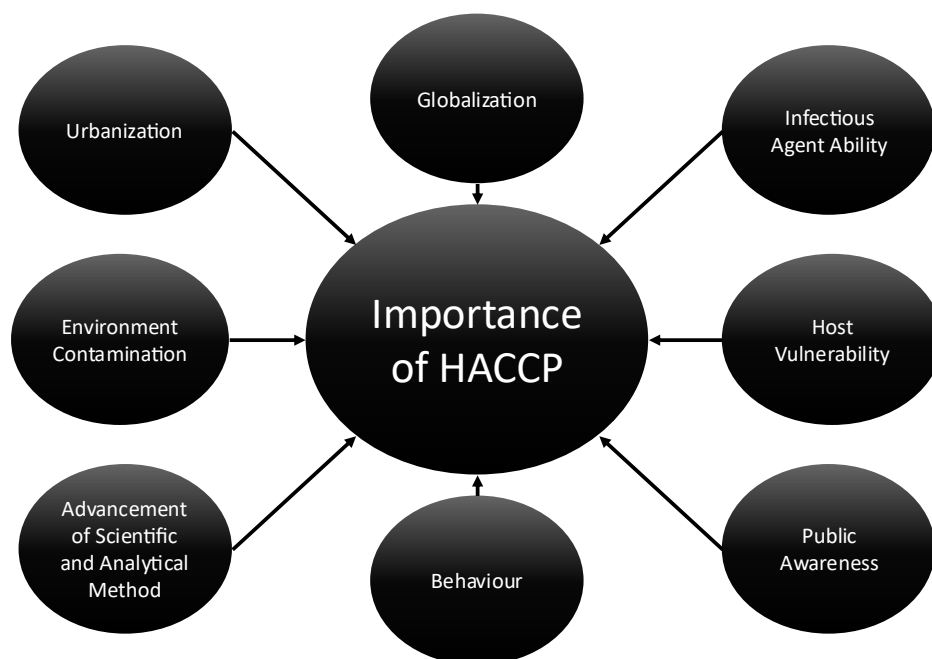 Globalization
Urbanization
Infectious
Agent Ability
Importance
of HACCP
Environment
Contamination
Host
Vulnerability
Advancement
of Scientific
and Analytical
Method
Behaviour
Public
Awareness